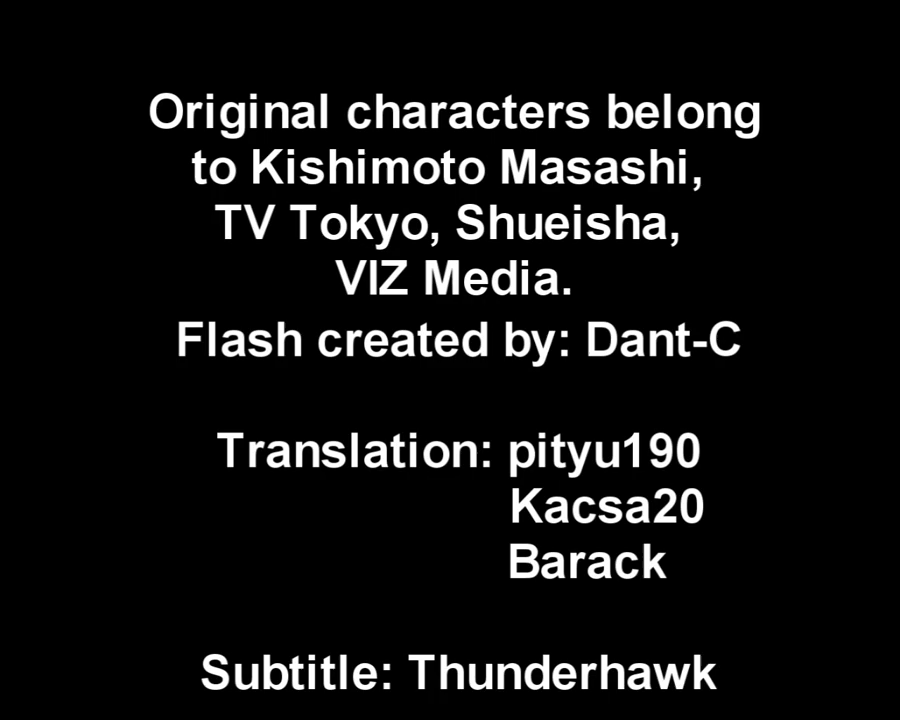 Original characters belong
to Kishimoto Masashi,
TV Tokyo, Shueisha,
VIZ Media.
Flash created by: Dant-C
Translation: pityu190
Kacsa20
Barack
Subtitle: Thunderhawk